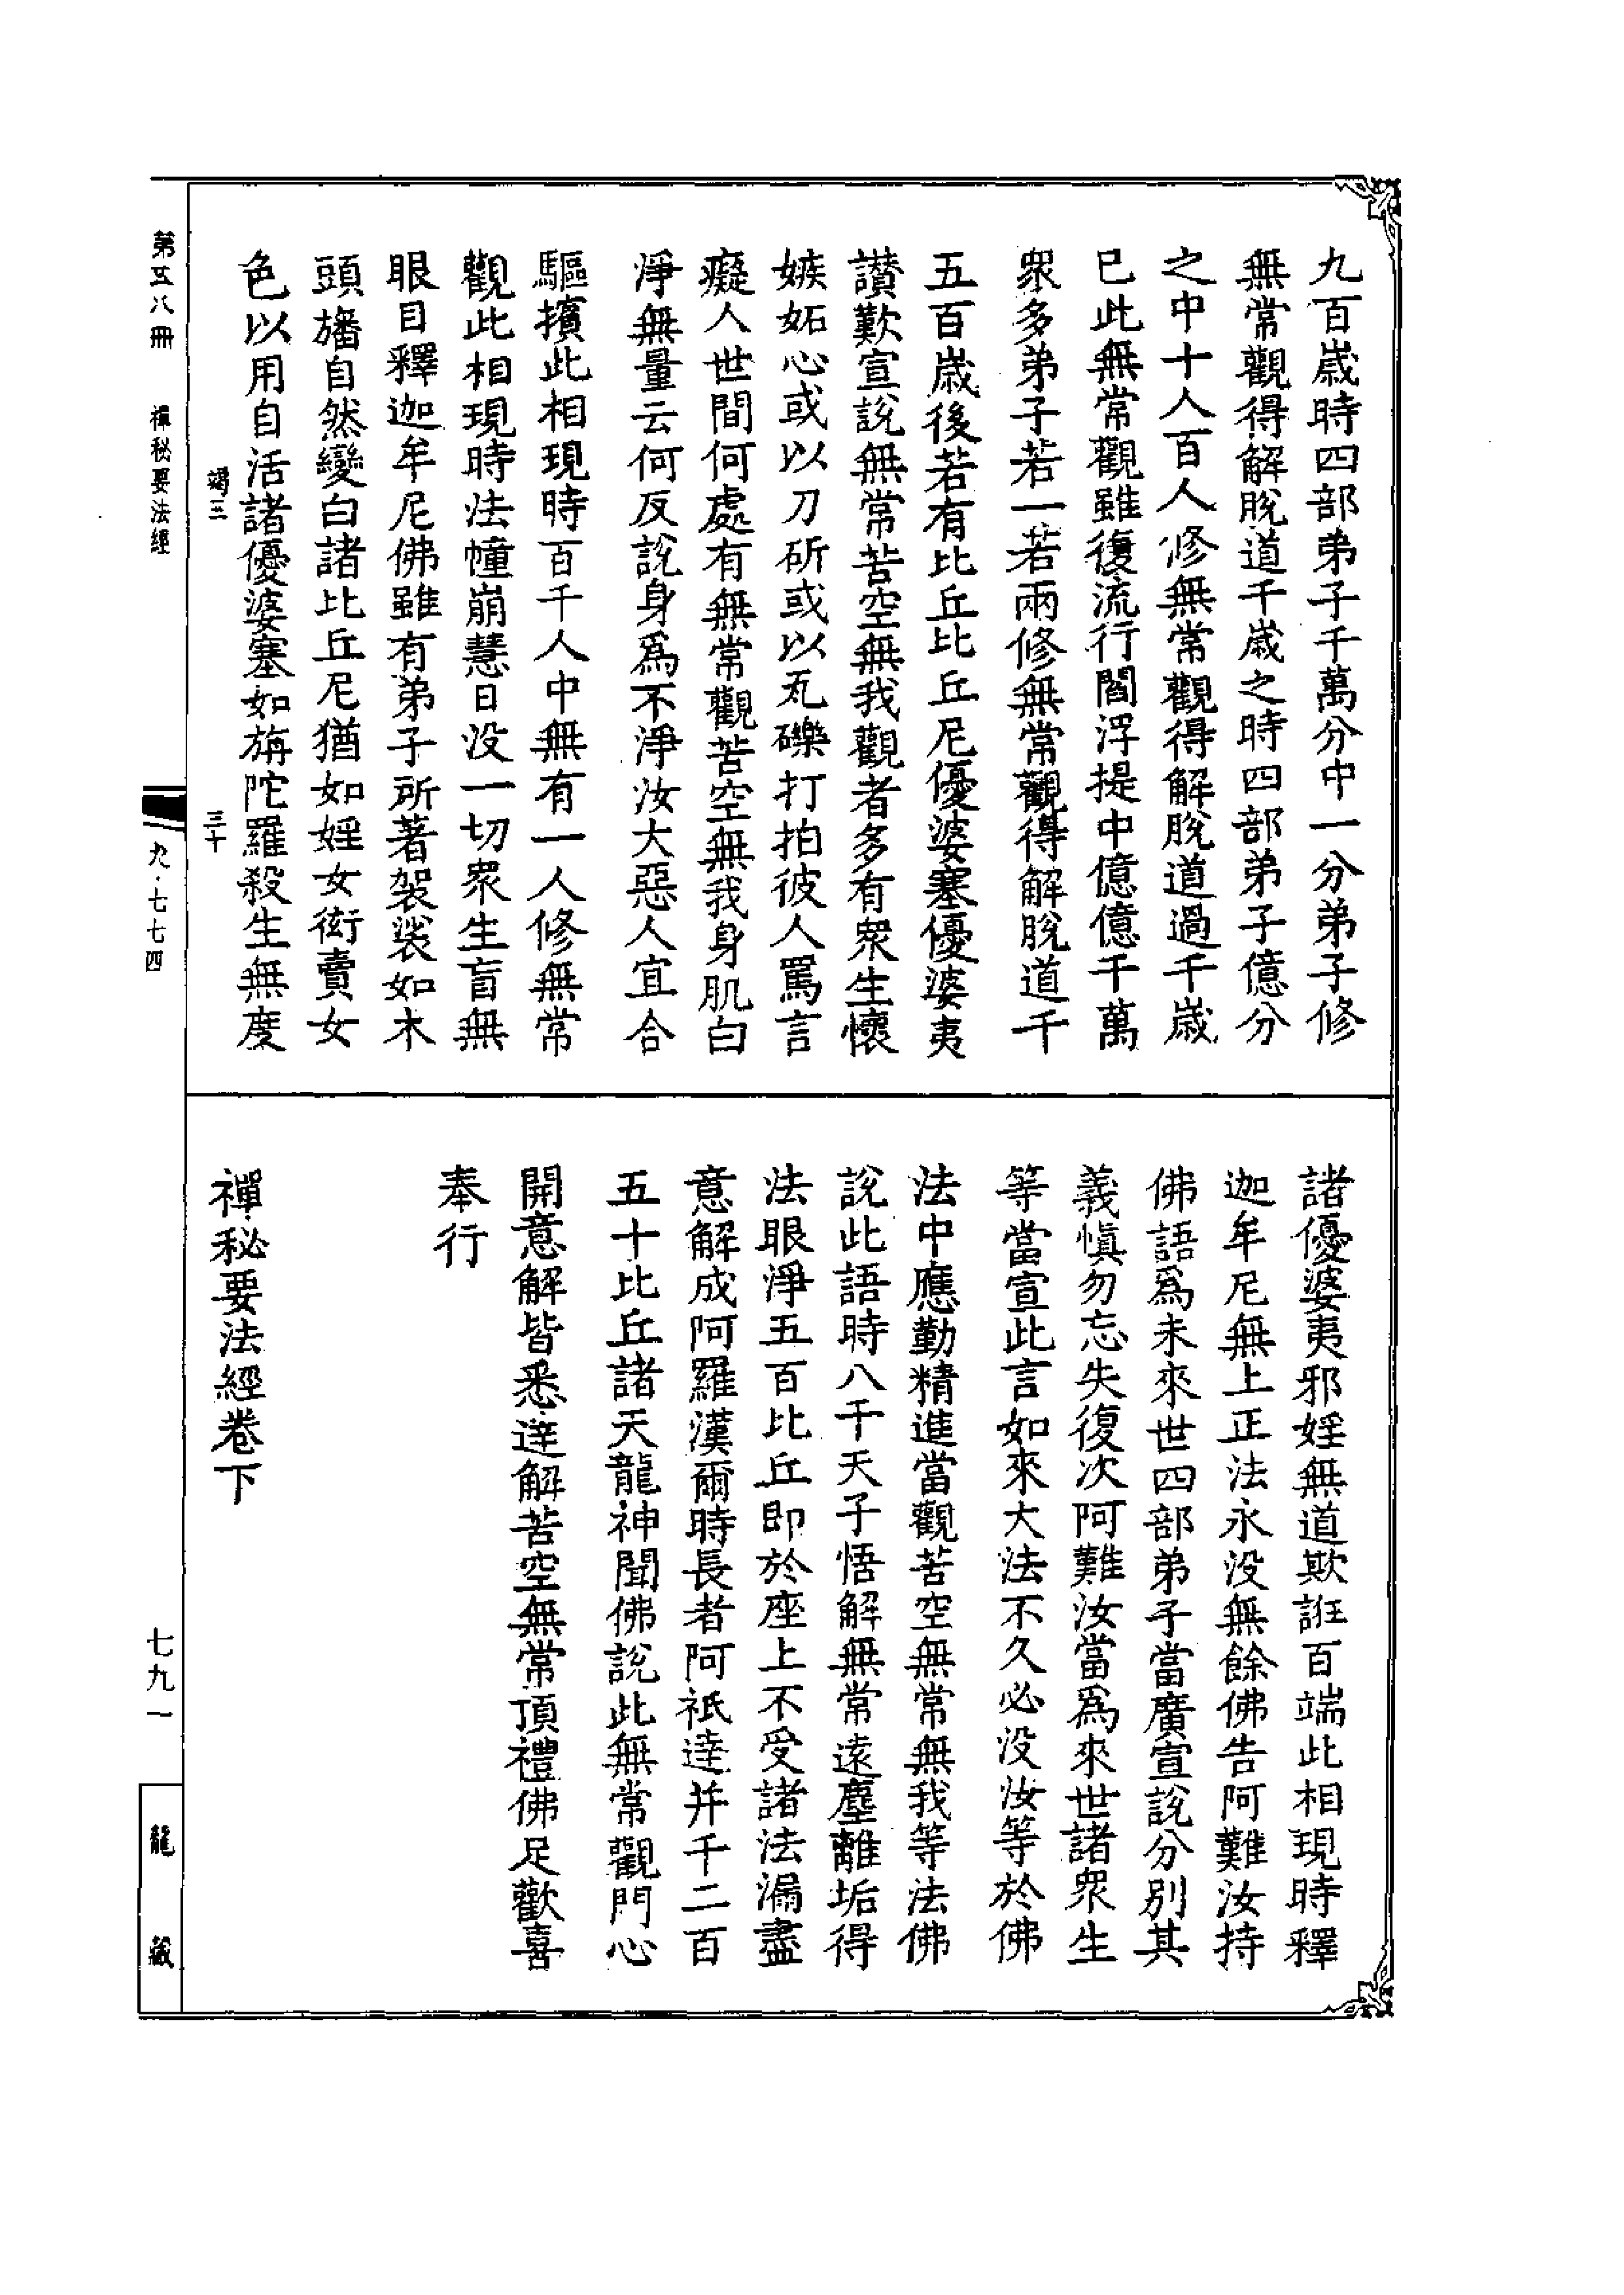 九百歲時四部弟子千萬分中一分弟子修
無常觀得解脫道千歲之時四部弟子億分
之中十人百人修無常觀得解脫道過千歲
已此無常觀雖復流行閻浮提中億億千萬
眾多弟子若一若兩修無常觀得解脫道千
五百歲後若有比丘比丘尼優婆塞優婆夷
讚歎宣說無常苦空無我觀者多有眾生懷
嫉妬心或以刀斫或以瓦礫打拍彼人罵言
癡人世間何處有無常觀苦空無我身肌白
淨無量云何反說身為不淨汝大惡人宜合
驅擯此相現時百千人中無有一人修無常
觀此相現時法幢崩慧日没一切眾生盲無
眼目釋迦牟尼佛雖有弟子所著袈裟如木
頭旛自然變白諸比丘尼猶如婬女衒賣女
色以用自活諸優婆塞如旃陀羅殺生無度
竭三
三十
諸優婆夷邪婬無道欺誑百端此相現時釋
迦牟尼無上正法永没無餘佛告阿難汝持
佛語為未來世四部弟子當廣宣說分別其
義慎勿忘失復次阿難汝當為來世諸眾生
等當宣此言如來大法不久必没汝等於佛
法中應勤精進當觀苦空無常無我等法佛
說此語時八千天子悟解無常遠塵離垢得
法眼淨五百比丘即於座上不受諸法漏盡
意解成阿羅漢爾時長者阿祇達并千二百
五十比丘諸天龍神聞佛說此無常觀門心
開意解皆悉達解苦空無常頂禮佛足歡喜
奉行
禪秘要法經卷下
第五八冊
禪秘要法經
九·七七四
七九一
龍藏